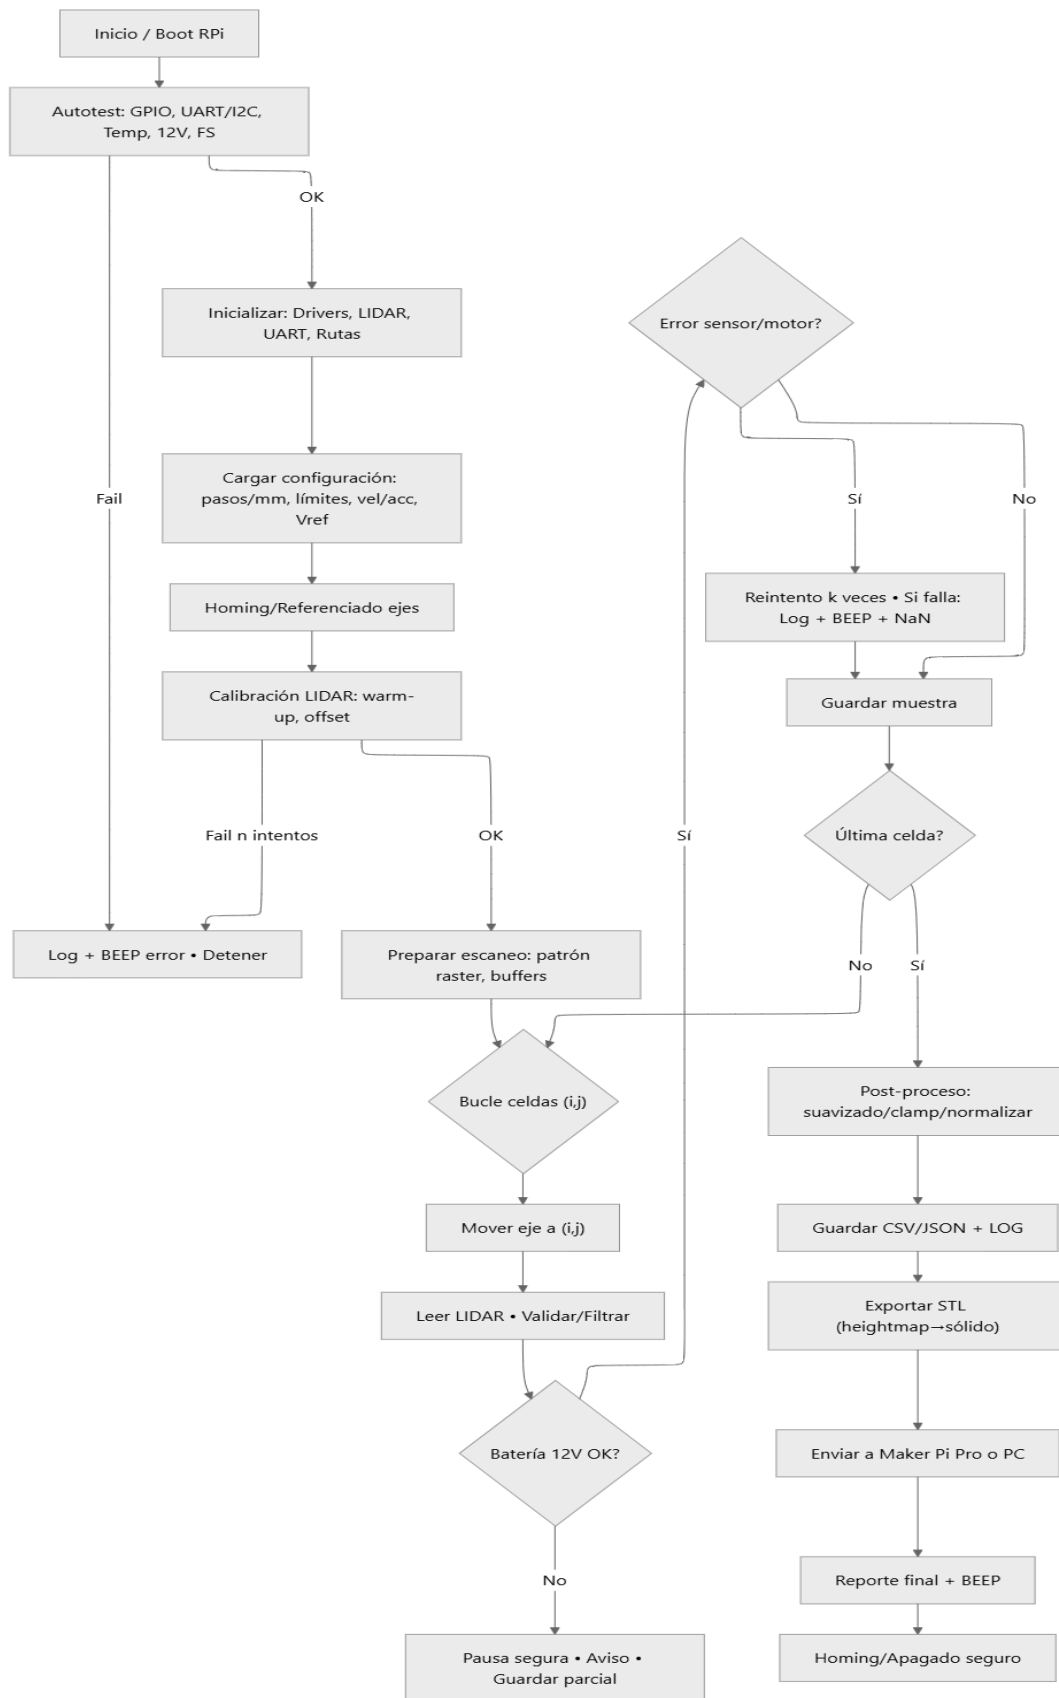 Inicio / Boot RPi
Autotest: GPIO, UART/I2C,
Temp, 12V, FS
OK
Inicializar: Drivers, LIDAR,
UART, Rutas
Cargar configuración:
pasos/mm, límites, vel/acc,
Vref
Fail
Homing/Referenciado ejes
Calibración LIDAR: warm-
up, offset
Fail n intentos
OK
Log + BEEP error • Detener
Preparar escaneo: patrón
raster, buffers
Bucle celdas (i,j)
Mover eje a (i,j)
Leer LIDAR • Validar/Filtrar
Batería 12V OK?
No
Pausa segura • Aviso •
Guardar parcial
Sí
Error sensor/motor?
Sí
No
Reintento k veces • Si falla:
Log + BEEP + NaN
Guardar muestra
Última celda?
No
Sí
Post-proceso:
suavizado/clamp/normalizar
Guardar CSV/JSON + LOG
Exportar STL
(heightmap→sólido)
Enviar a Maker Pi Pro o PC
Reporte final + BEEP
Homing/Apagado seguro